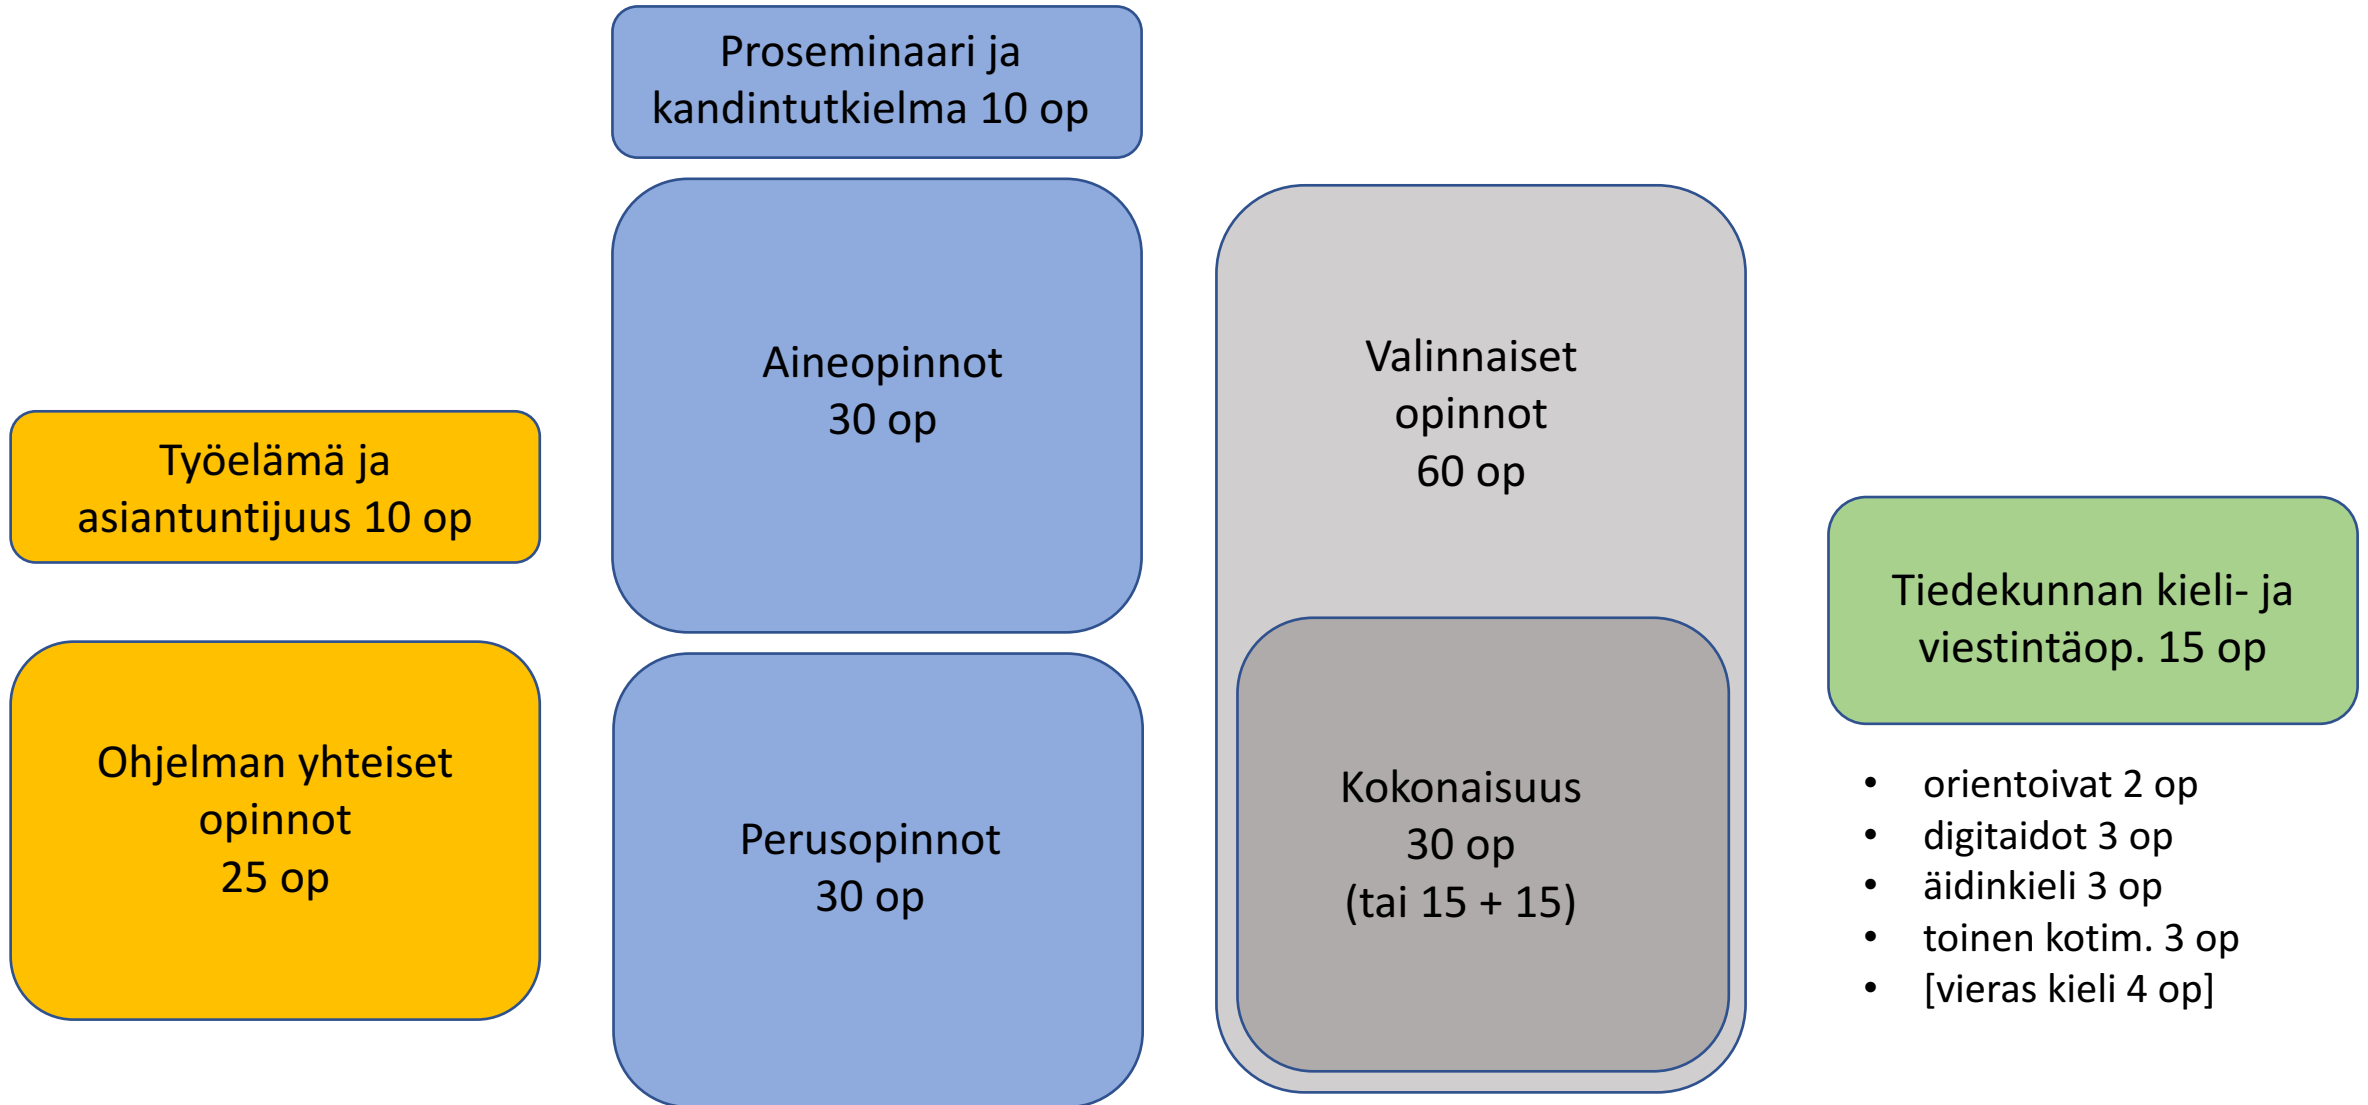 Proseminaari ja
kandintutkielma 10 op
Aineopinnot
30 op
Perusopinnot
30 op
Työelämä ja
asiantuntijuus 10 op
Ohjelman yhteiset
opinnot
25 op
Valinnaiset
opinnot
60 op
Kokonaisuus
30 op
(tai 15 + 15)
Tiedekunnan kieli- ja
viestintäop. 15 op
• orientoivat 2 op
• digitaidot 3 op
• äidinkieli 3 op
• toinen kotim. 3 op
• [vieras kieli 4 op]